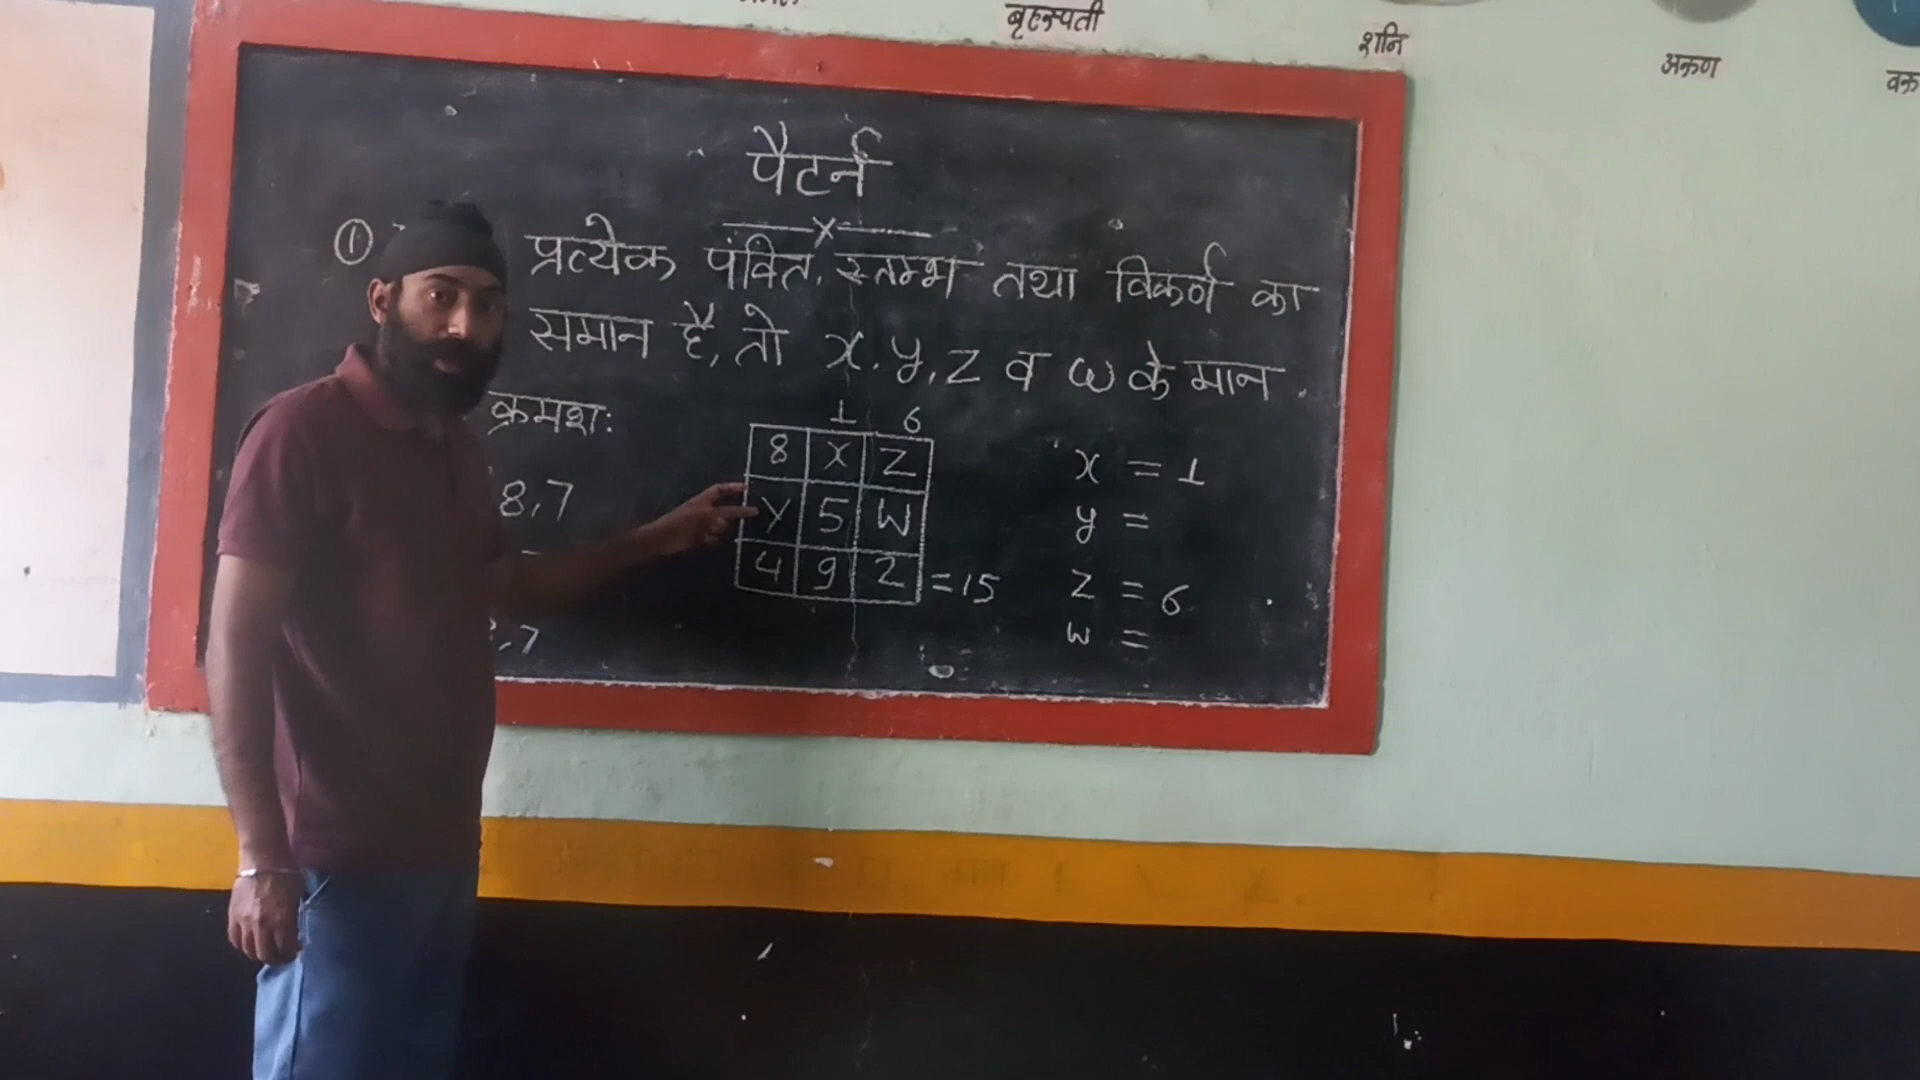 बृहस्पती
शनि
अरुण
पैटर्न
① प्रत्येक पंक्ति, स्तम्भ तथा विकर्ण का
समान है, तो x, y, z व w के मान
क्रमशः
1 6
8 X Z
Y 5 W
4 9 2 = 15
8,7
,7
x = 1
y =
z = 6
w =